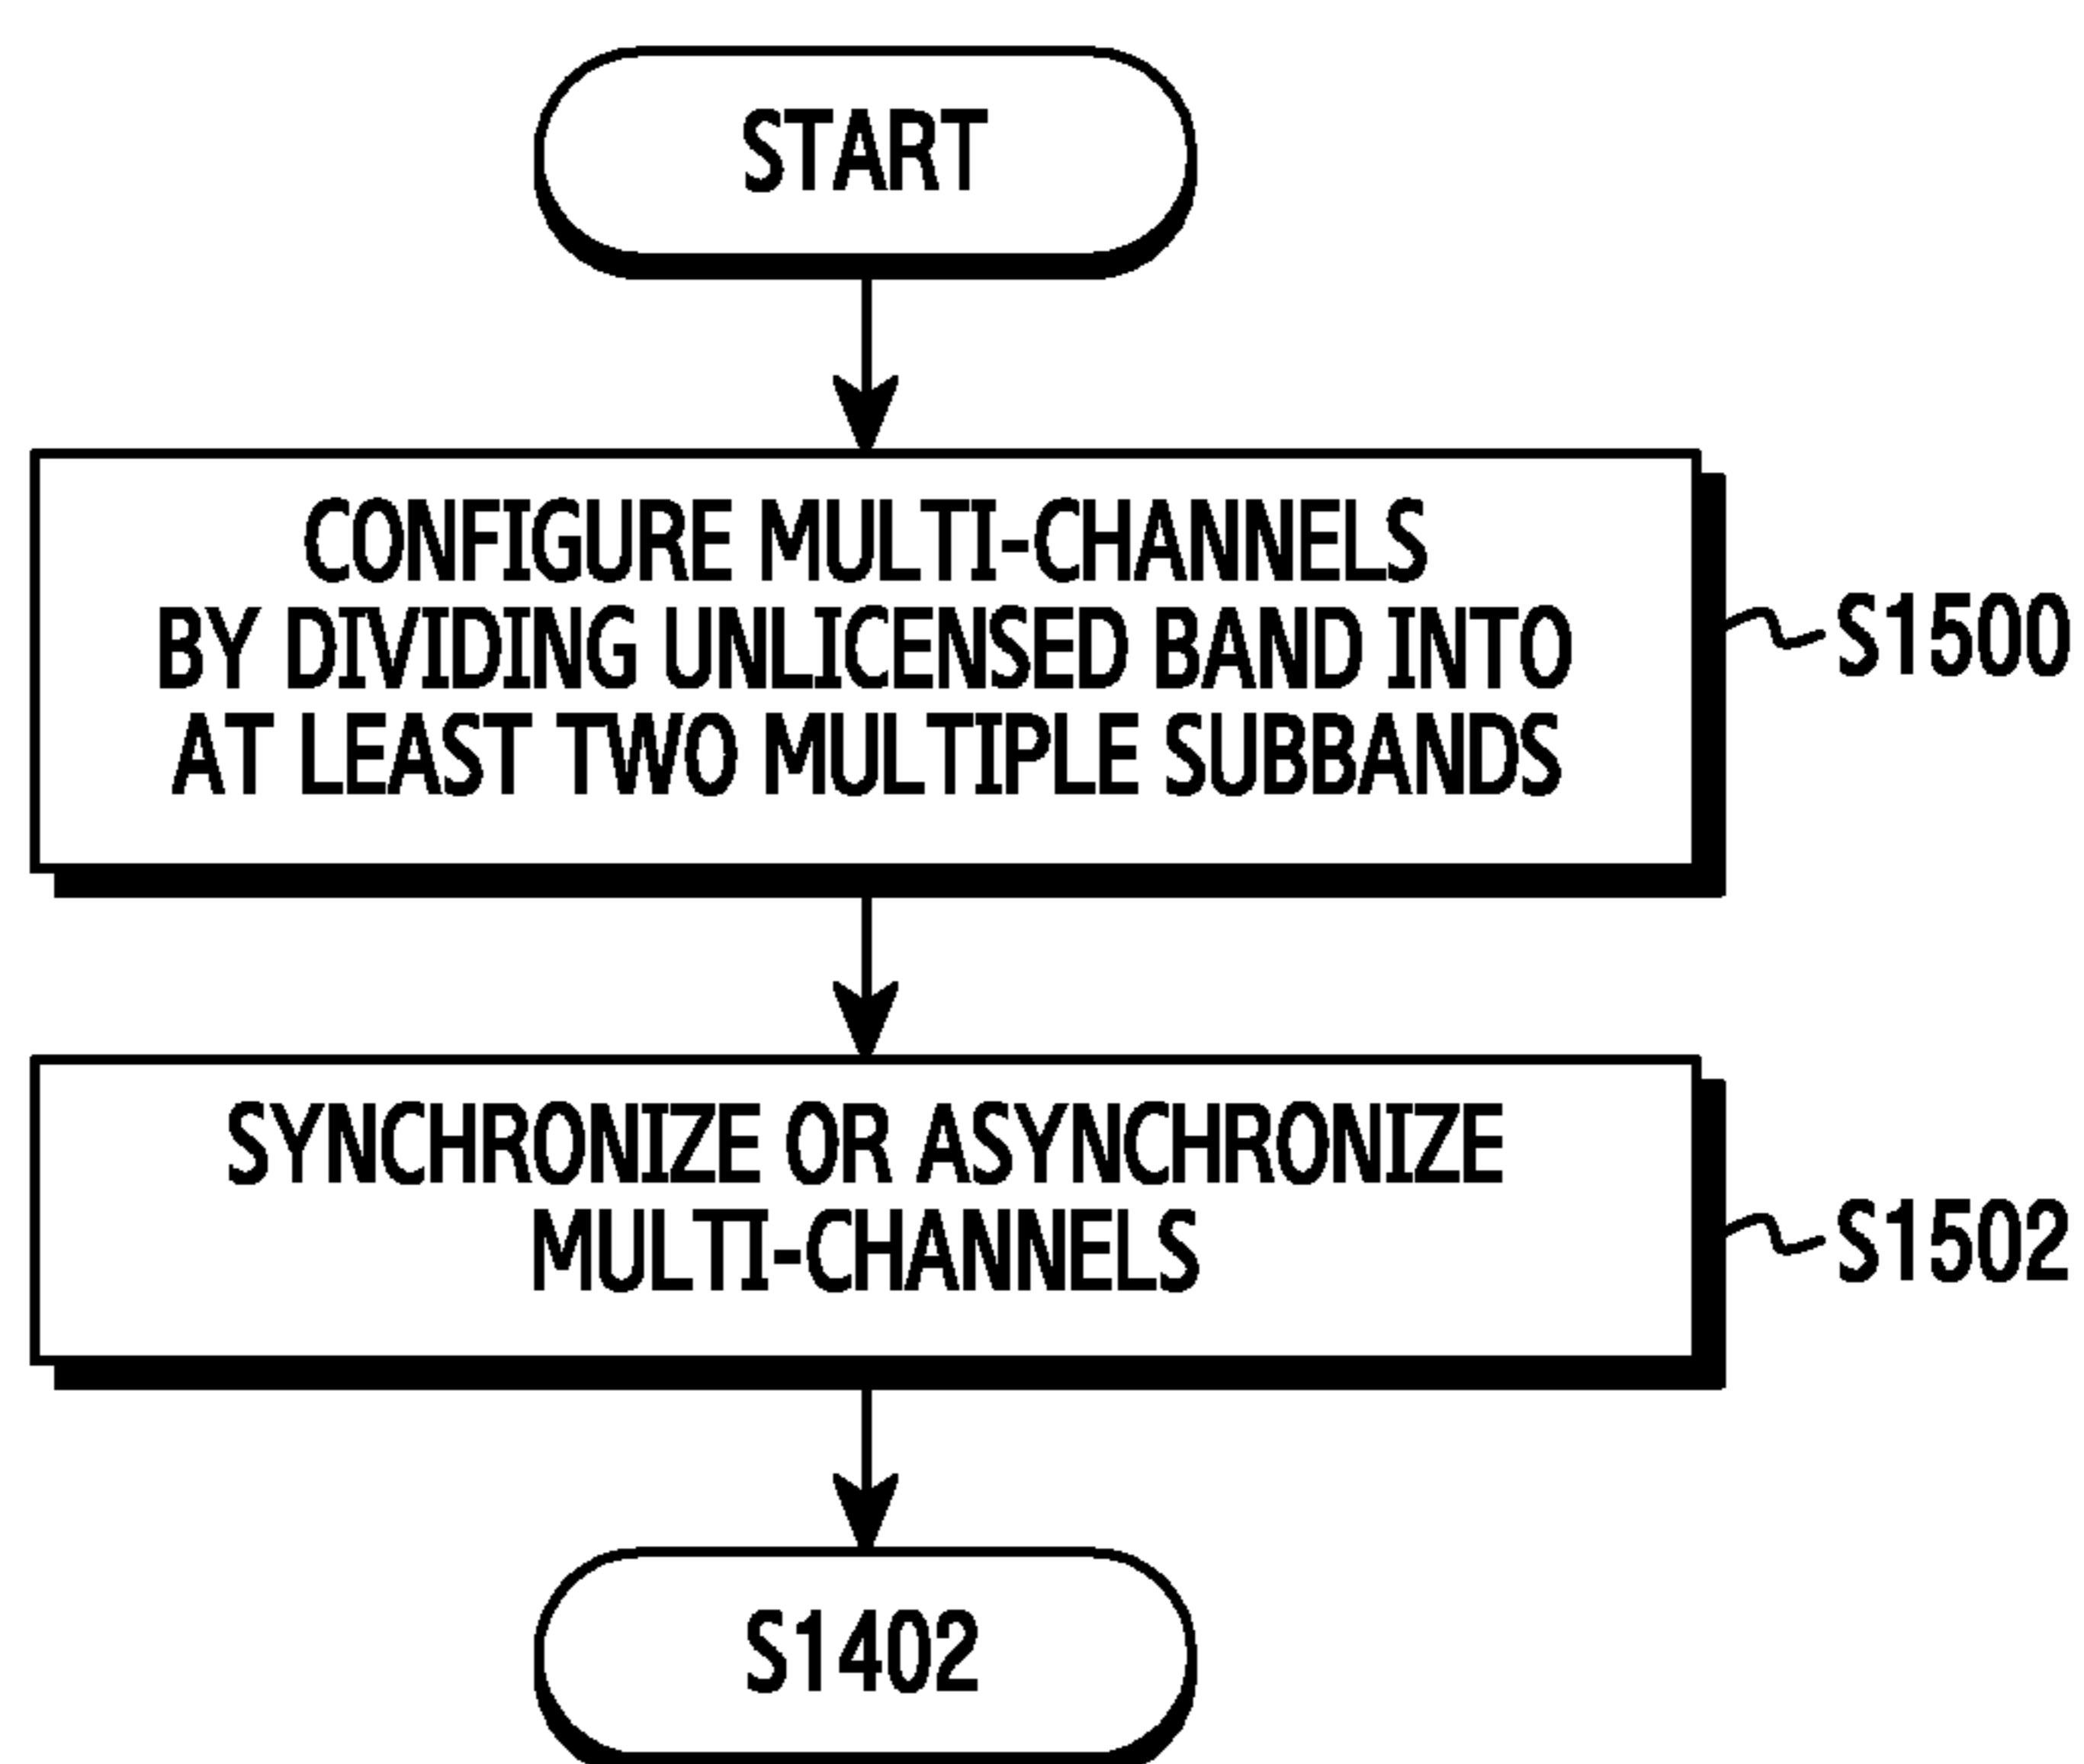 START
CONFIGURE MULTI-CHANNELS
BY DIVIDING UNLICENSED BAND INTO
AT LEAST TWO MULTIPLE SUBBANDS
S1500
SYNCHRONIZE OR ASYNCHRONIZE
MULTI-CHANNELS
S1502
S1402